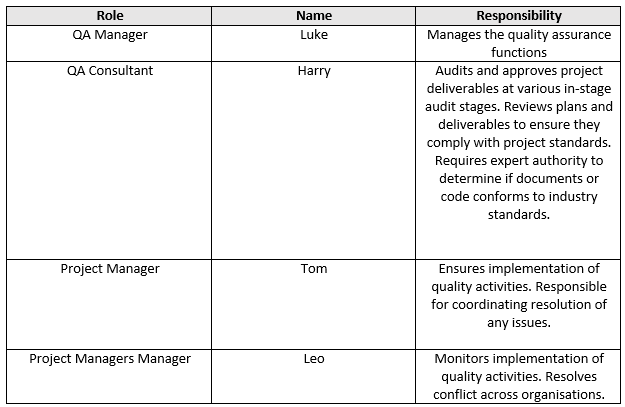 Role Name Responsibility
QA Manager Luke Manages the quality assurance
functions
QA Consultant Harry Audits and approves project
deliverables at various in-stage
audit stages. Reviews plans and
deliverables to ensure they
comply with project standards.
Requires expert authority to
determine if documents or
code conforms to industry
standards.
Project Manager Tom Ensures implementation of
quality activities. Responsible
for coordinating resolution of
any issues.
Project Managers Manager Leo Monitors implementation of
quality activities. Resolves
conflict across organisations.